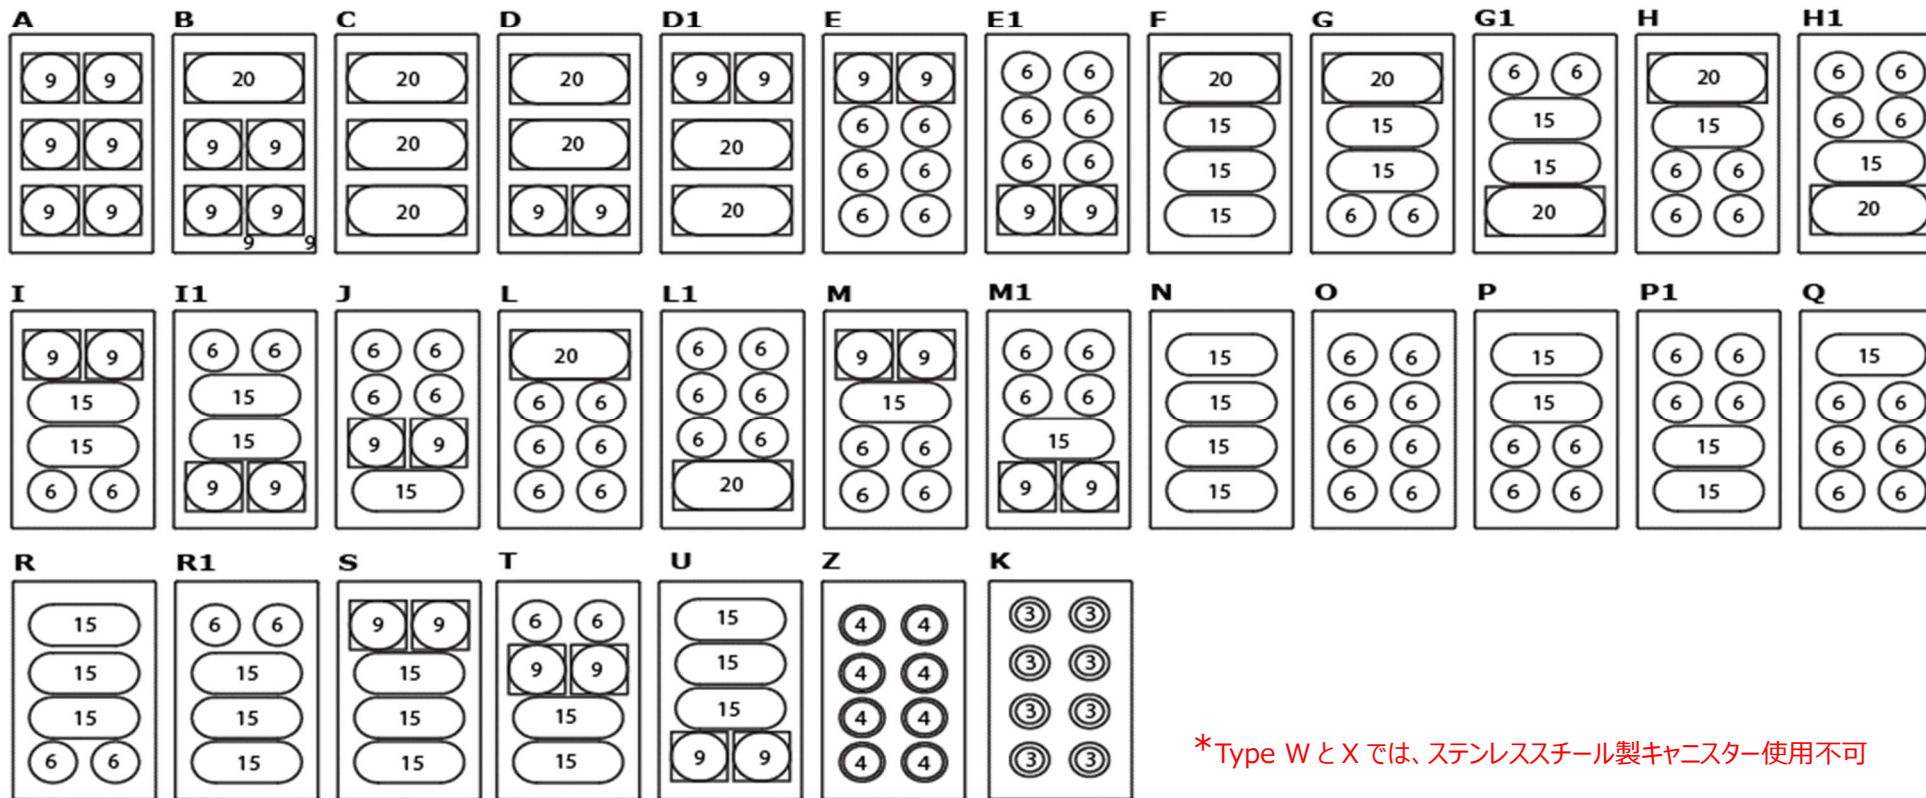 A B C D D1 E E1 F G G1 H H1
9 9 20 20 20 9 9 9 9 6 6 20 20 6 6 20 6 6
6 6 15 15 6 6
9 9 9 9 20 20 20 6 6 6 6 15 15 15 15 6 6
6 6 6 6 15 15 15 6 6 15
9 9 9 9 20 9 9 20 6 6 9 9 15 6 6 20 6 6 20
9 9
I I1 J L L1 M M1 N O P P1 Q
9 9 6 6 6 6 20 6 6 9 9 6 6 15 6 6 15 6 6 15
15 15 6 6 6 6 6 6 15 6 6 15 6 6 15 6 6 6 6
15 15 9 9 6 6 6 6 6 6 15 15 6 6 6 6 15 6 6
6 6 9 9 15 6 6 20 6 6 9 9 15 6 6 6 6 15 6 6
R R1 S T U Z K
15 6 6 9 9 6 6 15 4 4 3 3
15 15 15 9 9 15 4 4 3 3
15 15 15 15 15 4 4 3 3
6 6 15 15 15 9 9 4 4 3 3
*Type WとXでは、ステンレススチール製キャニスター使用不可